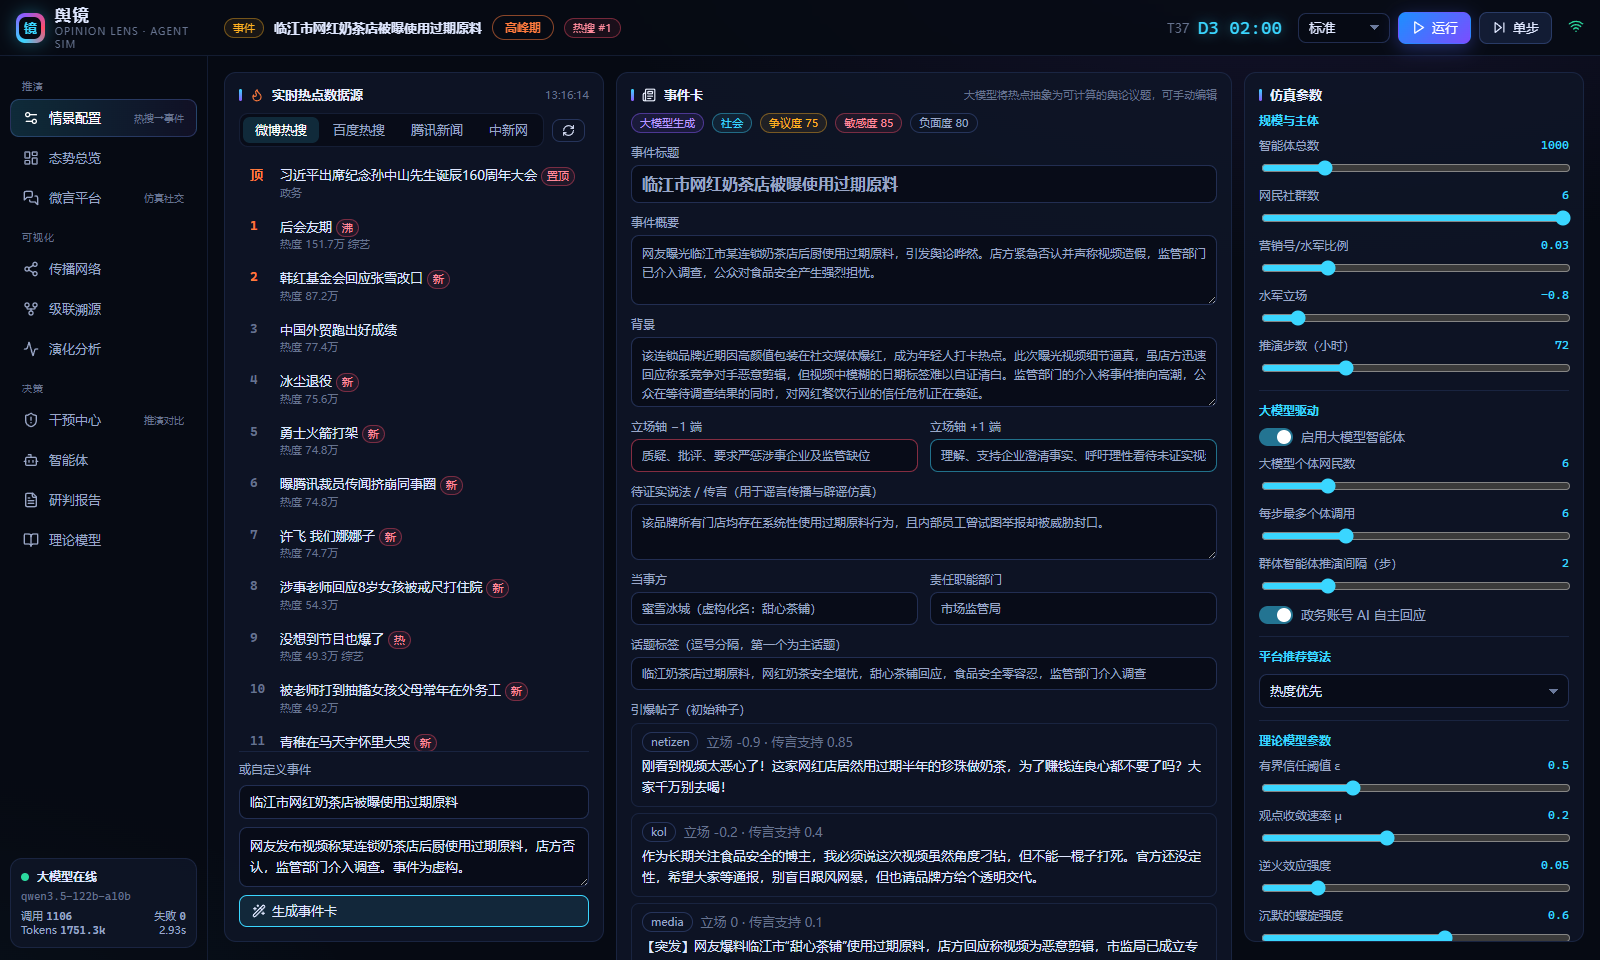 镜
舆镜
OPINION LENS · AGENT SIM
事件
临江市网红奶茶店被曝使用过期原料
高峰期
热搜 #1
T37
D3 02:00
标准
运行
单步
推演
情景配置
热搜→事件
态势总览
微言平台
仿真社交
可视化
传播网络
级联溯源
演化分析
决策
干预中心
推演对比
智能体
研判报告
理论模型
大模型在线
qwen3.5-122b-a10b
调用 1106
失败 0
Tokens 1751.3k
2.93s
实时热点数据源
13:16:14
微博热搜
百度热搜
腾讯新闻
中新网
顶
习近平出席纪念孙中山先生诞辰160周年大会 置顶
政务
1
后会友期 沸
热度 151.7万 综艺
2
韩红基金会回应张雪改口 新
热度 87.2万
3
中国外贸跑出好成绩
热度 77.4万
4
冰尘退役 新
热度 75.6万
5
勇士火箭打架 新
热度 74.8万
6
曝腾讯裁员传闻挤崩同事圈 新
热度 74.8万
7
许飞 我们娜娜子 新
热度 74.7万
8
涉事老师回应8岁女孩被戒尺打住院 新
热度 54.3万
9
没想到节目也爆了 热
热度 49.3万 综艺
10
被老师打到抽搐女孩父母常年在外务工 新
热度 49.2万
11
青稚在马天宇怀里大哭 新
或自定义事件
临江市网红奶茶店被曝使用过期原料
网友发布视频称某连锁奶茶店后厨使用过期原料，店方否
认，监管部门介入调查。事件为虚构。
生成事件卡
事件卡
大模型将热点抽象为可计算的舆论议题，可手动编辑
大模型生成
社会
争议度 75
敏感度 85
负面度 80
事件标题
临江市网红奶茶店被曝使用过期原料
事件概要
网友曝光临江市某连锁奶茶店后厨使用过期原料，引发舆论哗然。店方紧急否认并声称视频造假，监管部门
已介入调查，公众对食品安全产生强烈担忧。
背景
该连锁品牌近期因高颜值包装在社交媒体爆红，成为年轻人打卡热点。此次曝光视频细节逼真，虽店方迅速
回应称系竞争对手恶意剪辑，但视频中模糊的日期标签难以自证清白。监管部门的介入将事件推向高潮，公
众在等待调查结果的同时，对网红餐饮行业的信任危机正在蔓延。
立场轴 −1 端
立场轴 +1 端
质疑、批评、要求严惩涉事企业及监管缺位
理解、支持企业澄清事实、呼吁理性看待未证实视
待证实说法 / 传言（用于谣言传播与辟谣仿真）
该品牌所有门店均存在系统性使用过期原料行为，且内部员工曾试图举报却被威胁封口。
当事方
责任职能部门
蜜雪冰城（虚构化名：甜心茶铺）
市场监管局
话题标签（逗号分隔，第一个为主话题）
临江奶茶店过期原料，网红奶茶安全堪忧，甜心茶铺回应，食品安全零容忍，监管部门介入调查
引爆帖子（初始种子）
netizen
立场 -0.9 · 传言支持 0.85
刚看到视频太恶心了！这家网红店居然用过期半年的珍珠做奶茶，为了赚钱连良心都不要了吗？大
家千万别去喝！
kol
立场 -0.2 · 传言支持 0.4
作为长期关注食品安全的博主，我必须说这次视频虽然角度刁钻，但不能一棍子打死。官方还没定
性，希望大家等通报，别盲目跟风网暴，但也请品牌方给个透明交代。
media
立场 0 · 传言支持 0.1
【突发】网友爆料临江市“甜心茶铺”使用过期原料，店方回应称视频为恶意剪辑，市监局已成立专
仿真参数
规模与主体
智能体总数
1000
网民社群数
6
营销号/水军比例
0.03
水军立场
−0.8
推演步数（小时）
72
大模型驱动
启用大模型智能体
大模型个体网民数
6
每步最多个体调用
6
群体智能体推演间隔（步）
2
政务账号 AI 自主回应
平台推荐算法
热度优先
理论模型参数
有界信任阈值 ε
0.5
观点收敛速率 μ
0.2
逆火效应强度
0.05
沉默的螺旋强度
0.6